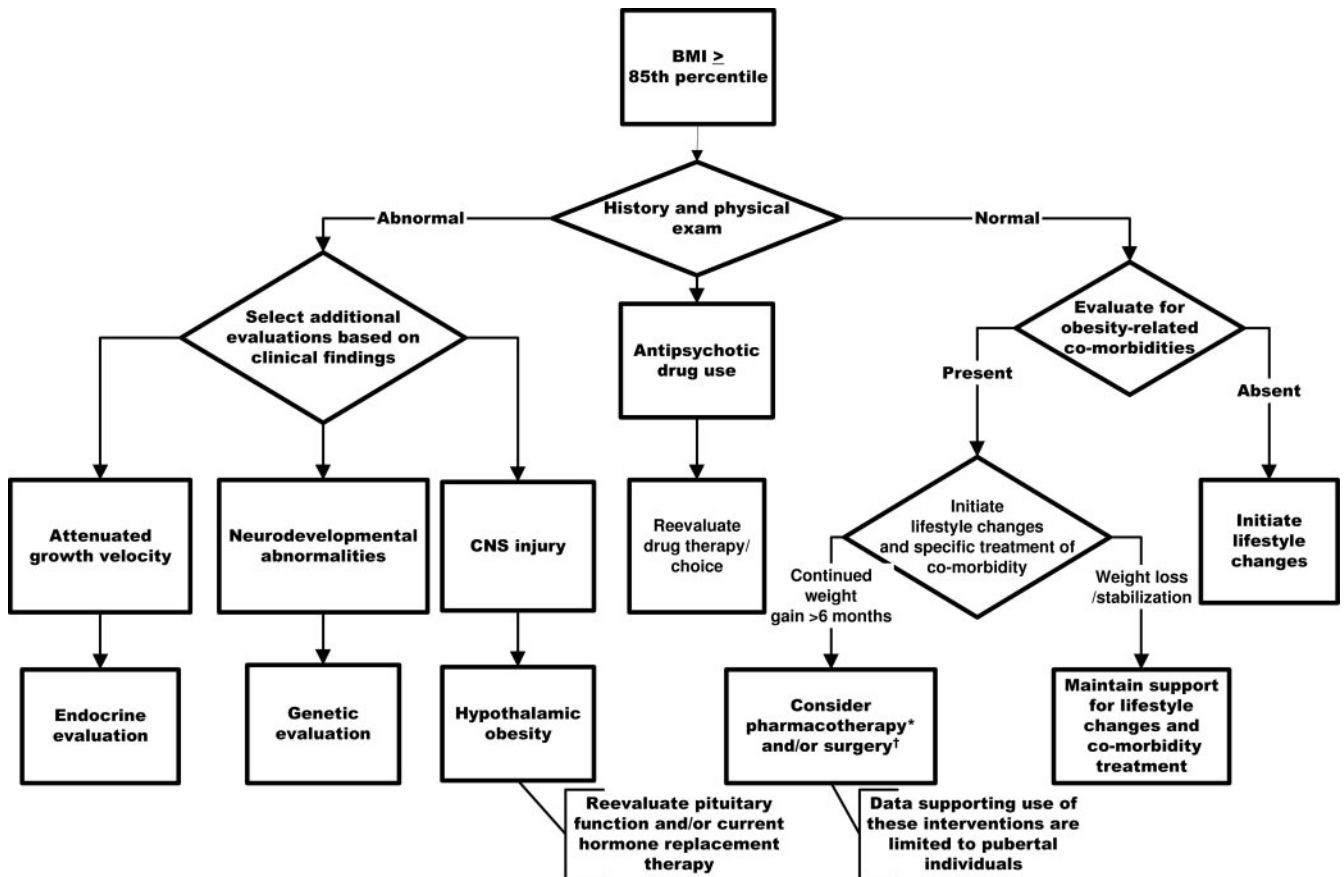 BMI ≥
85th percentile
History and physical
exam
Abnormal
Normal
Select additional
evaluations based on
clinical findings
Antipsychotic
drug use
Evaluate for
obesity-related
co-morbidities
Present
Absent
Attenuated
growth velocity
Neurodevelopmental
abnormalities
CNS injury
Reevaluate
drug therapy/
choice
Initiate
lifestyle changes
and specific treatment of
co-morbidity
Initiate
lifestyle
changes
Continued
weight
gain >6 months
Weight loss
/stabilization
Endocrine
evaluation
Genetic
evaluation
Hypothalamic
obesity
Consider
pharmacotherapy*
and/or surgery†
Maintain support
for lifestyle
changes and
co-morbidity
treatment
Reevaluate pituitary
function and/or current
hormone replacement
therapy
Data supporting use of
these interventions are
limited to pubertal
individuals